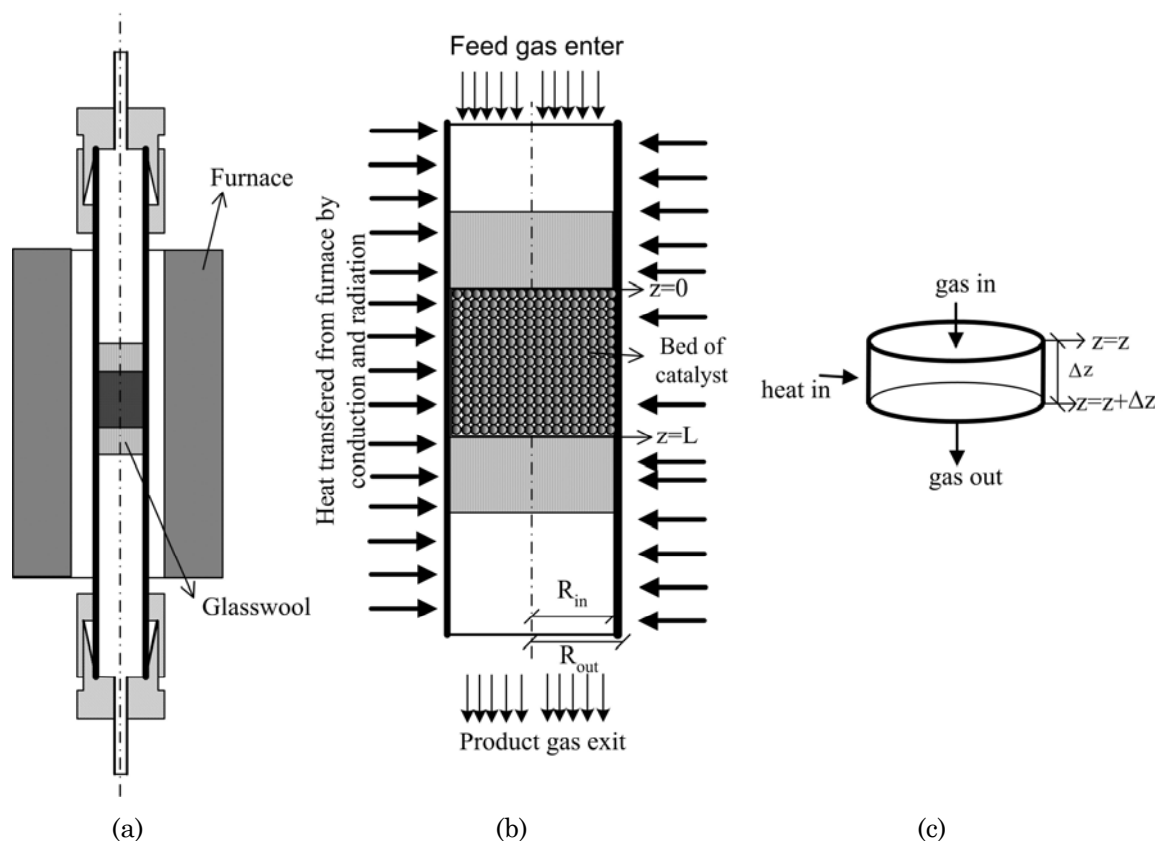 Furnace
Glasswool
(a)
Feed gas enter
Heat transfered from furnace by
conduction and radiation
z=0
Bed of
catalyst
z=L
R_in
R_out
Product gas exit
(b)
gas in
z=z
Δz
heat in
z=z+Δz
gas out
(c)